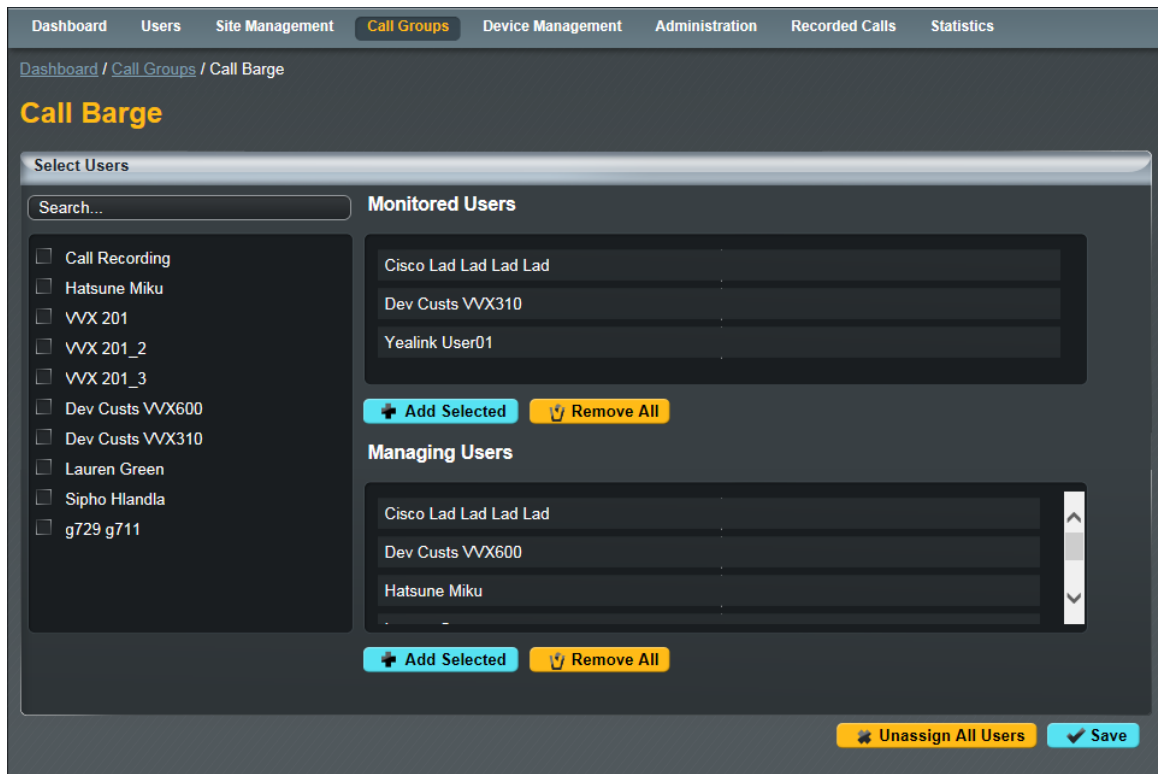 Dashboard Users Site Management Call Groups Device Management Administration Recorded Calls Statistics
Dashboard / Call Groups / Call Barge
Call Barge
Select Users
Search...
Call Recording
Hatsune Miku
VVX 201
VVX 201_2
VVX 201_3
Dev Custs VVX600
Dev Custs VVX310
Lauren Green
Sipho Hlandla
g729 g711
Monitored Users
Cisco Lad Lad Lad Lad
Dev Custs VVX310
Yealink User01
Add Selected Remove All
Managing Users
Cisco Lad Lad Lad Lad
Dev Custs VVX600
Hatsune Miku
Add Selected Remove All
Unassign All Users Save